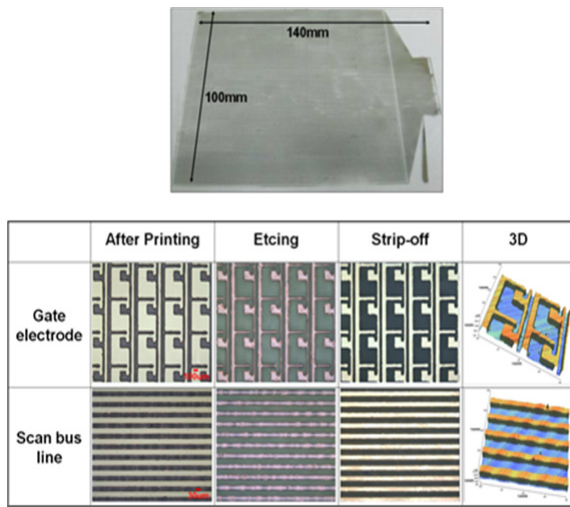 140mm
100mm
After Printing
Etcing
Strip-off
3D
Gate
electrode
Scan bus
line